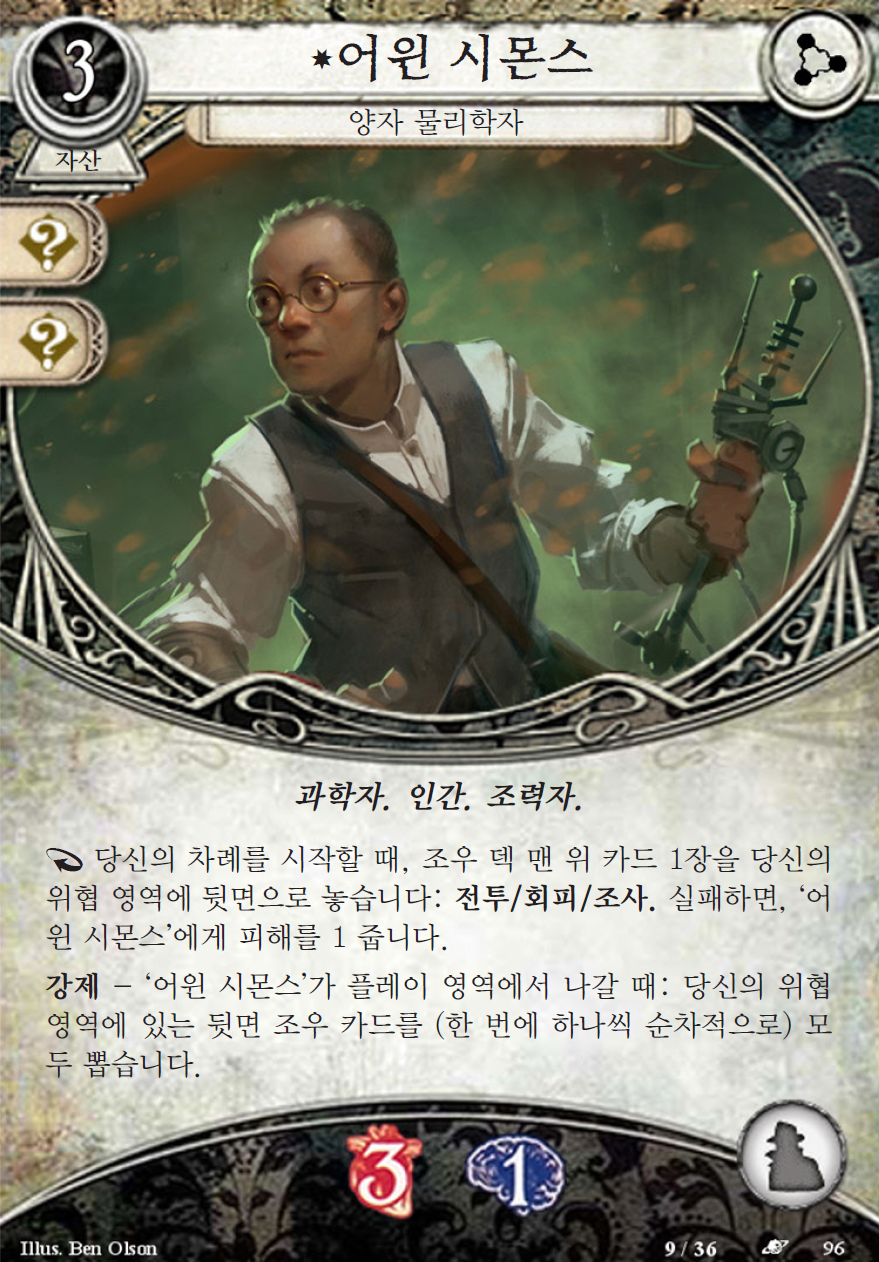 3
어윈 시몬스
양자 물리학자
자산
?
?
과학자. 인간. 조력자.
당신의 차례를 시작할 때, 조우 덱 맨 위 카드 1장을 당신의
위협 영역에 뒷면으로 놓습니다: 전투/회피/조사. 실패하면, ‘어
윈 시몬스’에게 피해를 1 줍니다.
강제 – ‘어윈 시몬스’가 플레이 영역에서 나갈 때: 당신의 위협
영역에 있는 뒷면 조우 카드를 (한 번에 하나씩 순차적으로) 모
두 뽑습니다.
3
1
Illus. Ben Olson
9 / 36
96